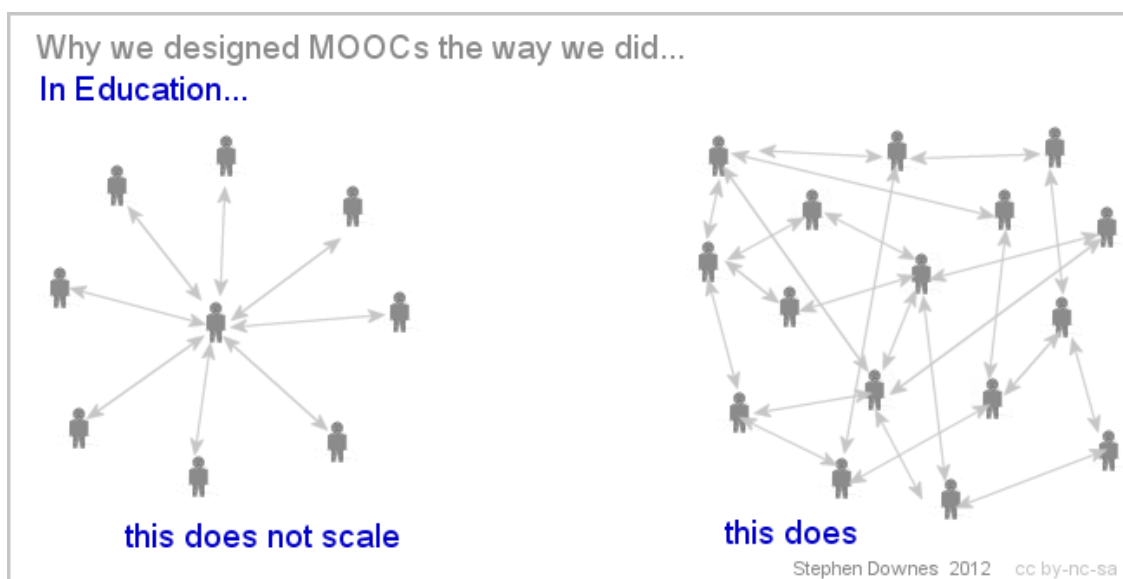 Why we designed MOOCs the way we did...
In Education...
this does not scale
this does
Stephen Downes 2012 cc by-nc-sa